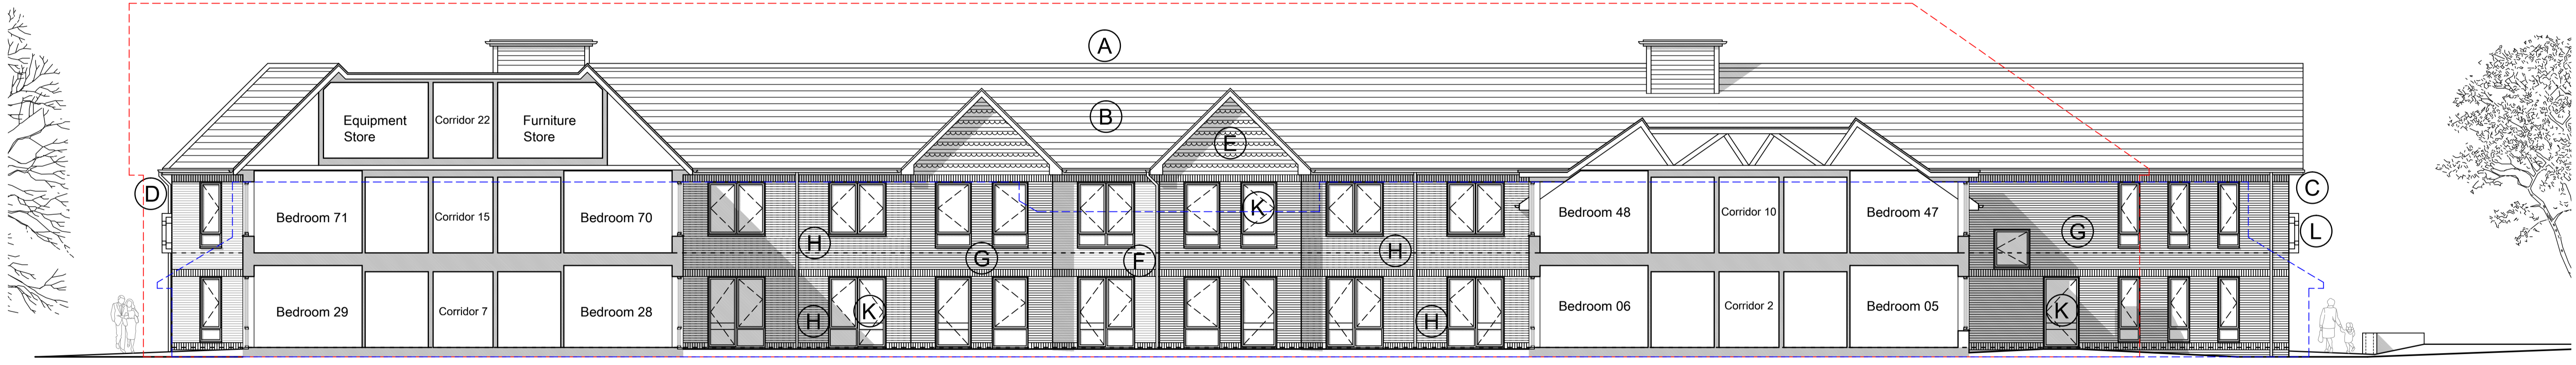 A
B
Equipment
Store
Corridor 22
Furniture
Store
E
D
C
Bedroom 71
Corridor 15
Bedroom 70
K
Bedroom 48
Corridor 10
Bedroom 47
H
G
F
H
G
L
Bedroom 29
Corridor 7
Bedroom 28
H
K
H
Bedroom 06
Corridor 2
Bedroom 05
K